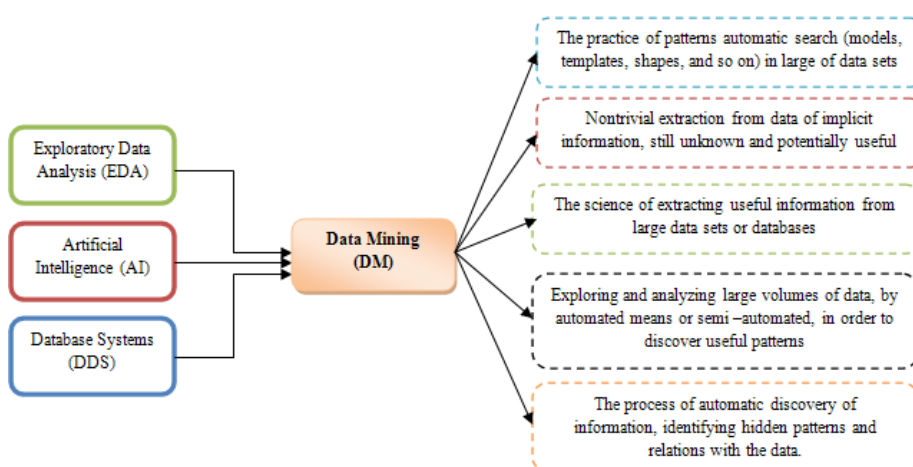 Exploratory Data
Analysis (EDA)
Artificial
Intelligence (AI)
Database Systems
(DDS)
Data Mining
(DM)
The practice of patterns automatic search (models,
templates, shapes, and so on) in large of data sets
Nontrivial extraction from data of implicit
information, still unknown and potentially useful
The science of extracting useful information from
large data sets or databases
Exploring and analyzing large volumes of data, by
automated means or semi –automated, in order to
discover useful patterns
The process of automatic discovery of
information, identifying hidden patterns and
relations with the data.